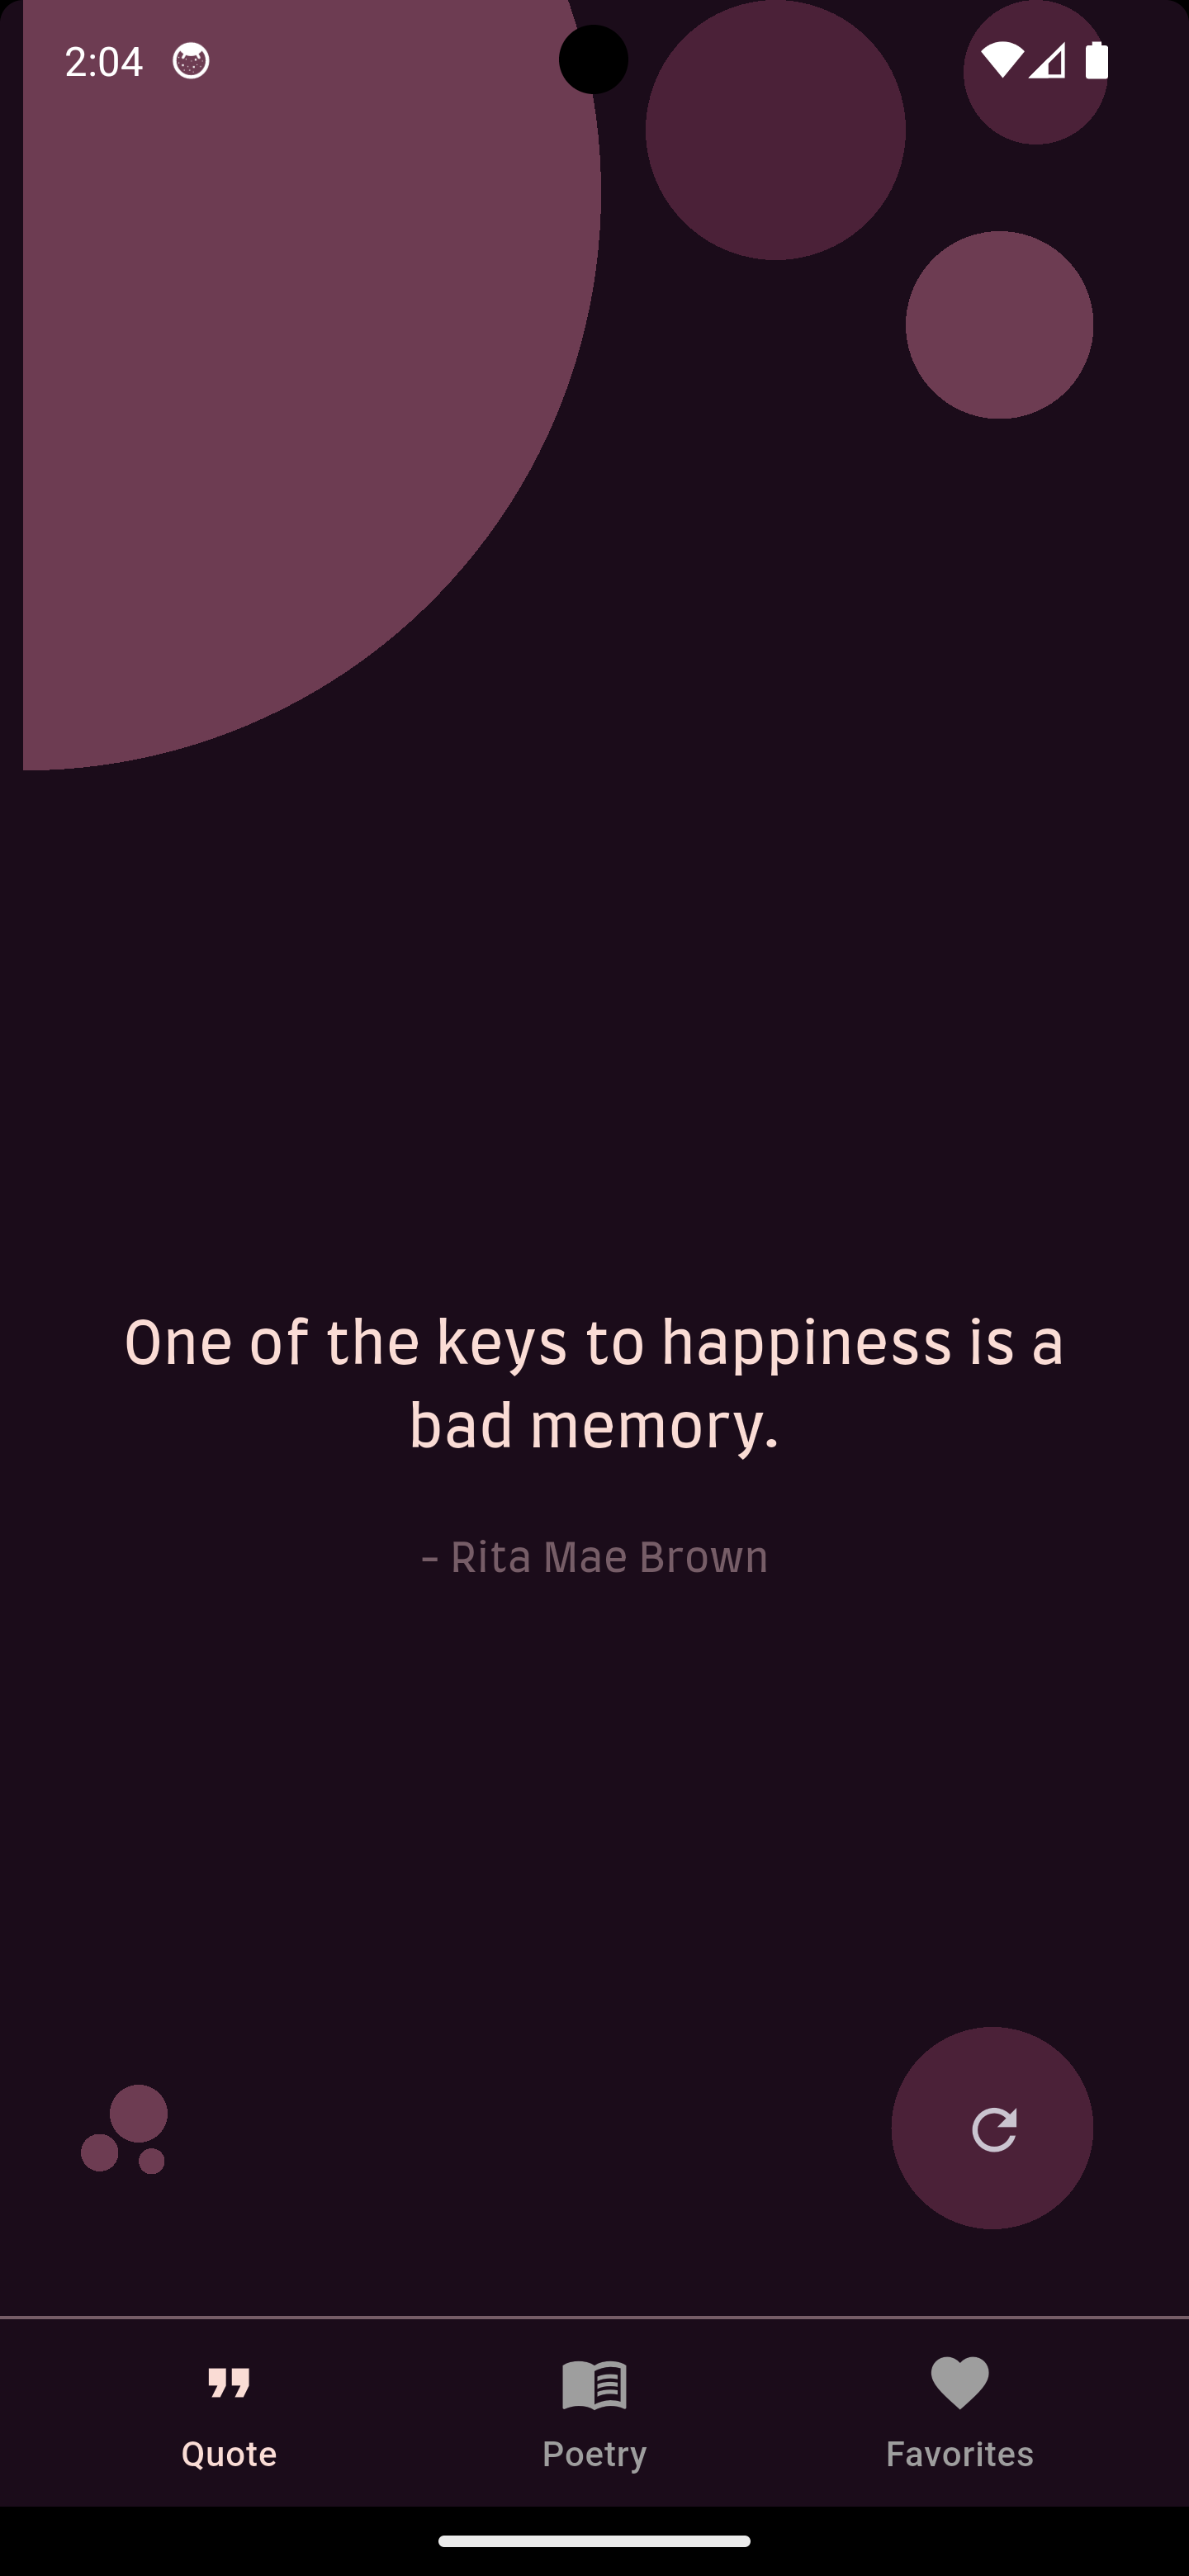 2:04
One of the keys to happiness is a
bad memory.
- Rita Mae Brown
Quote
Poetry
Favorites